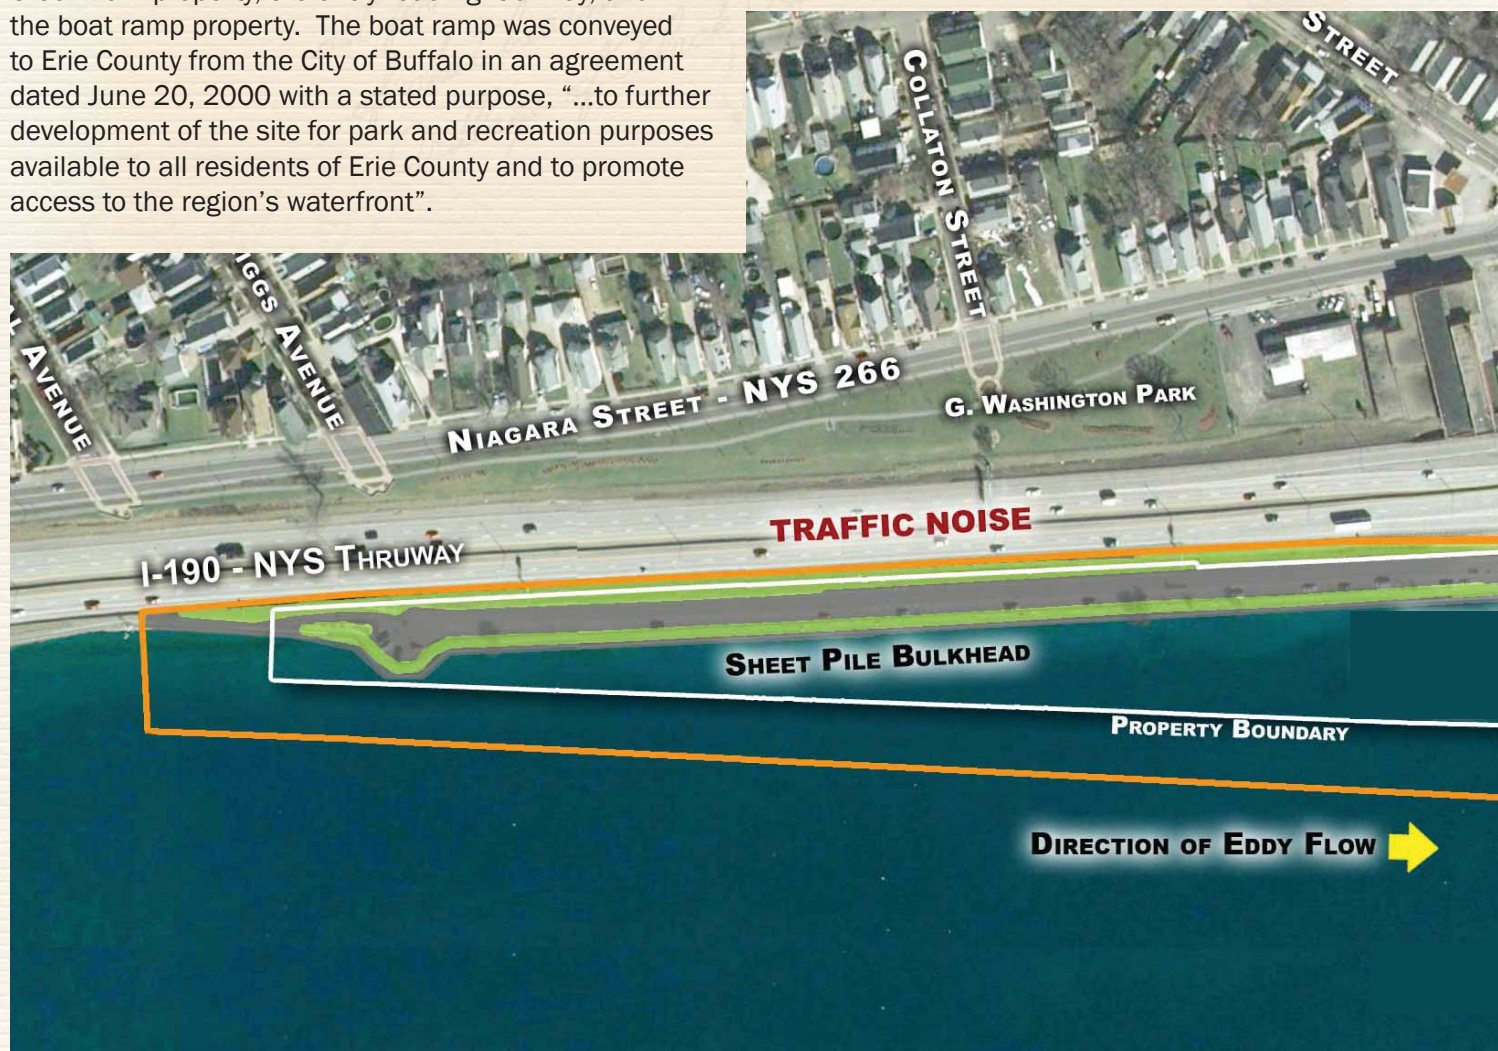 the boat ramp property. The boat ramp was conveyed
to Erie County from the City of Buffalo in an agreement
dated June 20, 2000 with a stated purpose, “...to further
development of the site for park and recreation purposes
available to all residents of Erie County and to promote
access to the region’s waterfront”.
STREET
COLLATON STREET
AVENUE
IGGS AVENUE
NIAGARA STREET - NYS 266
G. WASHINGTON PARK
TRAFFIC NOISE
I-190 - NYS THRUWAY
SHEET PILE BULKHEAD
PROPERTY BOUNDARY
DIRECTION OF EDDY FLOW